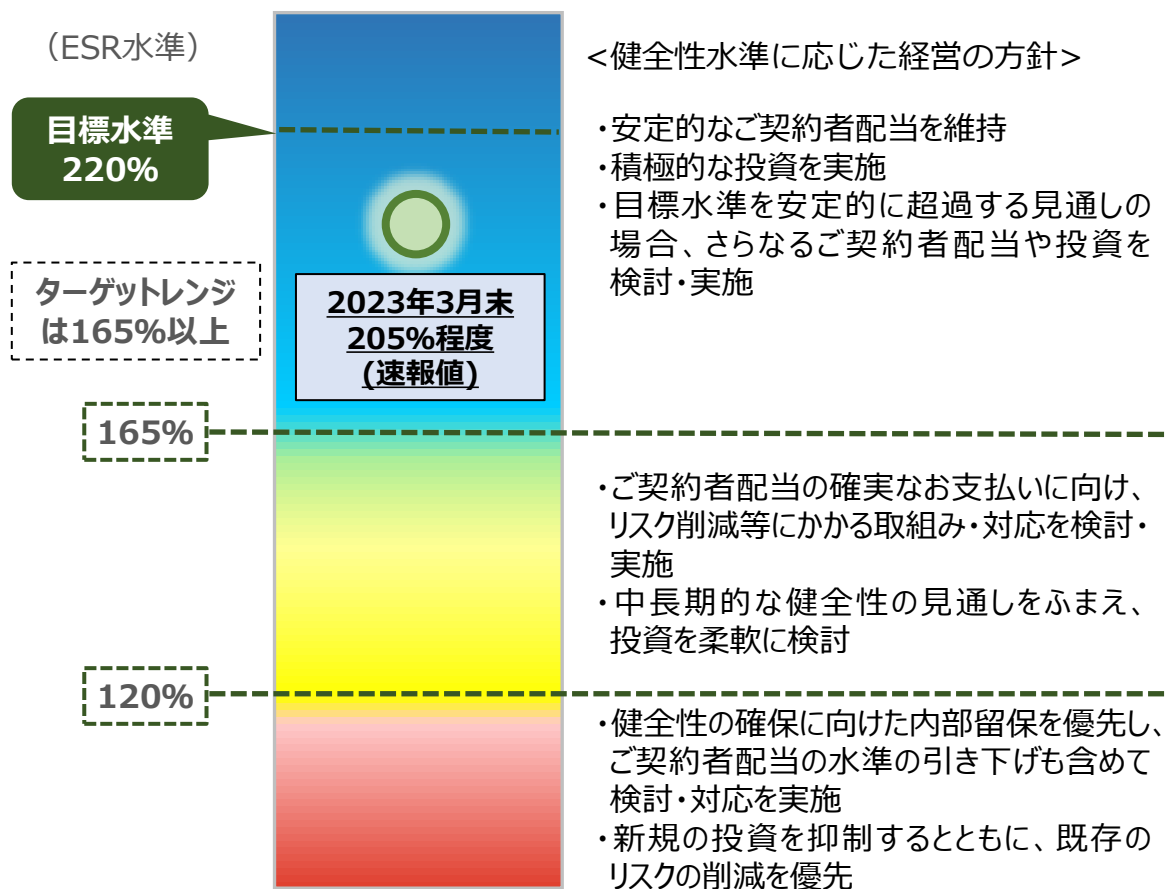 （ESR水準）
目標水準
220%
ターゲットレンジ
は165%以上
2023年3月末
205%程度
(速報値)
165%
120%
<健全性水準に応じた経営の方針>
・安定的なご契約者配当を維持
・積極的な投資を実施
・目標水準を安定的に超過する見通しの
場合、さらなるご契約者配当や投資を
検討・実施
・ご契約者配当の確実なお支払いに向け、
リスク削減等にかかる取組み・対応を検討・
実施
・中長期的な健全性の見通しをふまえ、
投資を柔軟に検討
・健全性の確保に向けた内部留保を優先し、
ご契約者配当の水準の引き下げも含めて
検討・対応を実施
・新規の投資を抑制するとともに、既存の
リスクの削減を優先